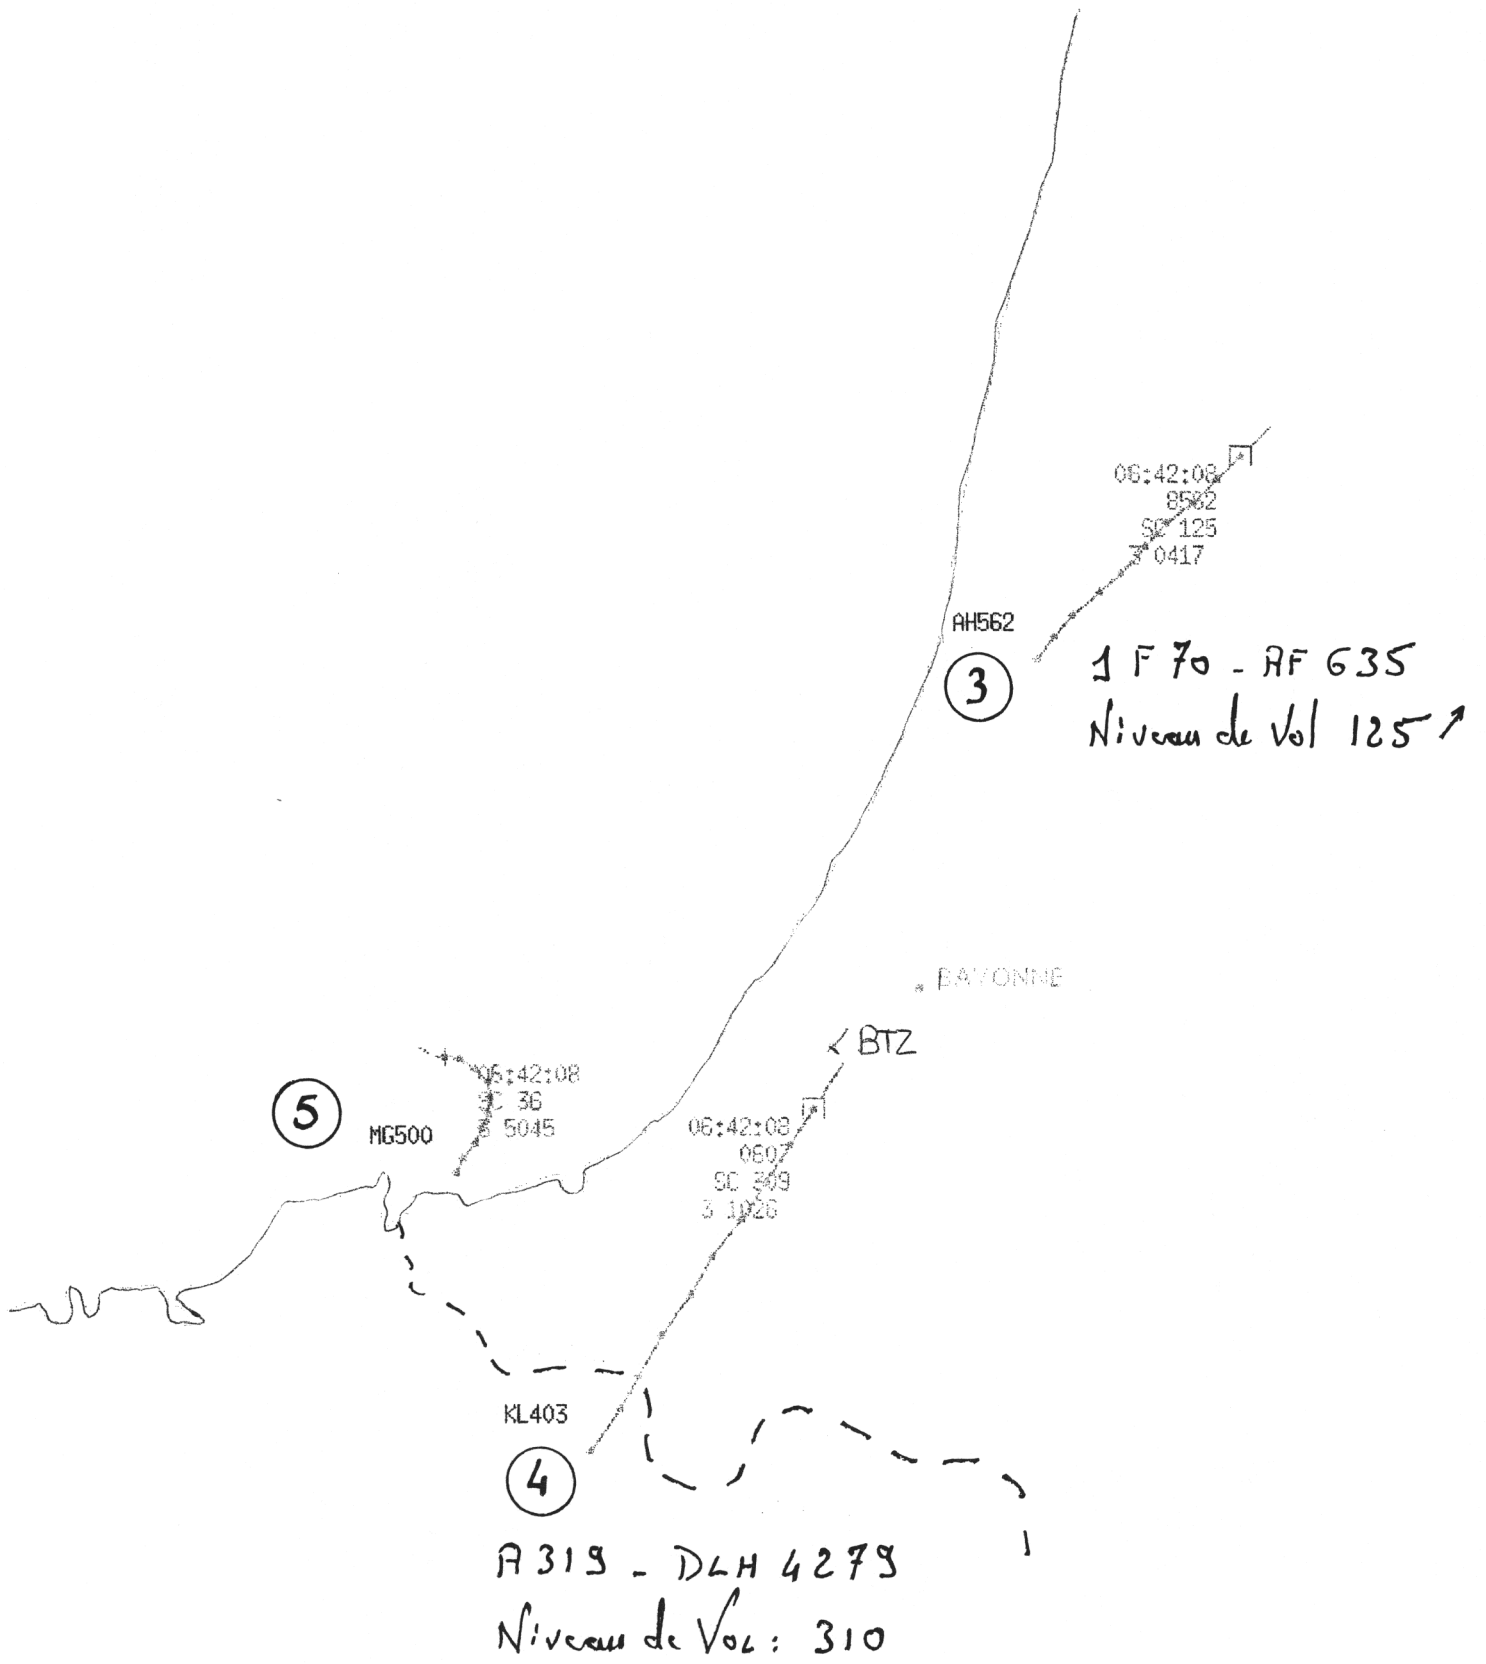 06:42:08
8562
SC 125
3 0417
AH562
3
1 F 70 - AF 635
Niveau de Vol 125 ↗
BAYONNE
BTZ
06:42:08
SC 36
3 5045
5
MG500
06:42:08
0607
SC 309
3 1026
KL403
4
A319 - DLH 4279
Niveau de Vol : 310